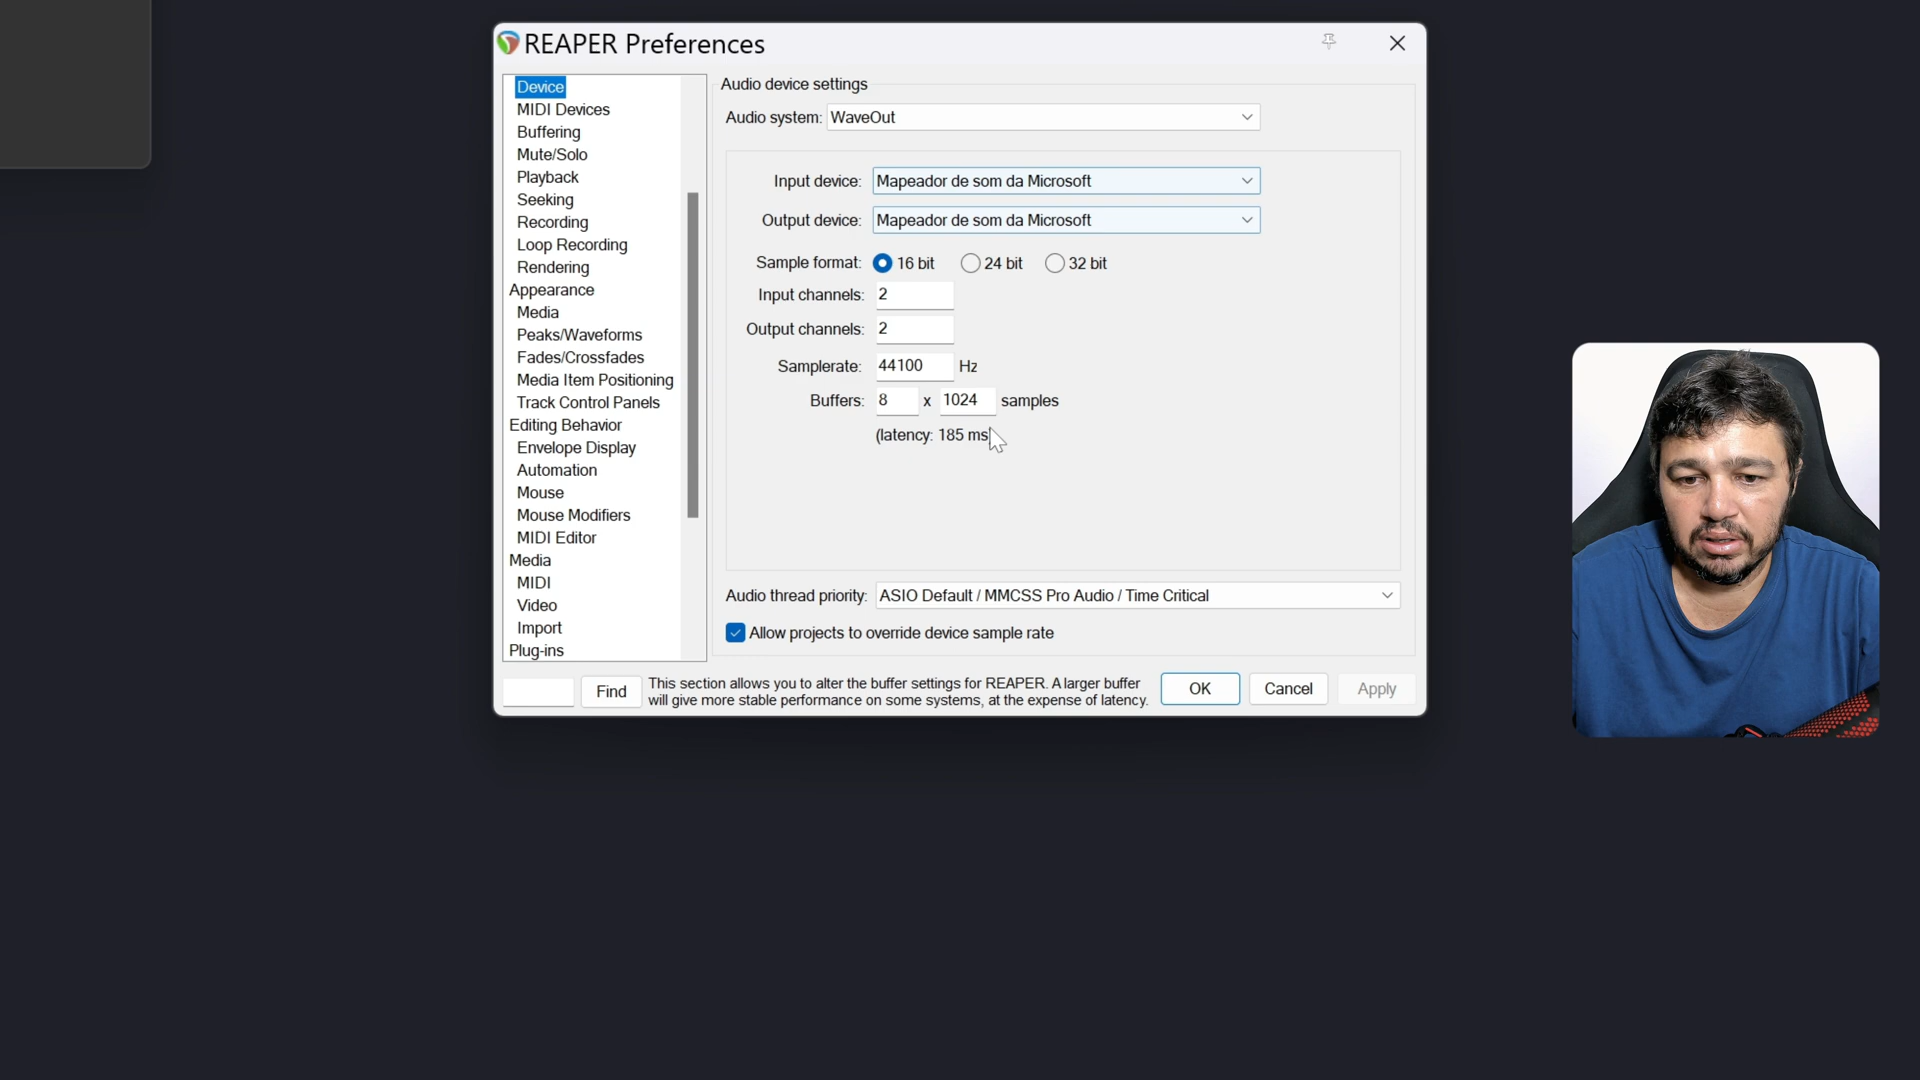 REAPER Preferences
Device
MIDI Devices
Buffering
Mute/Solo
Playback
Seeking
Recording
Loop Recording
Rendering
Appearance
Media
Peaks/Waveforms
Fades/Crossfades
Media Item Positioning
Track Control Panels
Editing Behavior
Envelope Display
Automation
Mouse
Mouse Modifiers
MIDI Editor
Media
MIDI
Video
Import
Plug-ins
Audio device settings
Audio system: WaveOut
Input device: Mapeador de som da Microsoft
Output device: Mapeador de som da Microsoft
Sample format: 16 bit 24 bit 32 bit
Input channels: 2
Output channels: 2
Samplerate: 44100 Hz
Buffers: 8 x 1024 samples
(latency: 185 ms
Audio thread priority: ASIO Default / MMCSS Pro Audio / Time Critical
Allow projects to override device sample rate
Find
This section allows you to alter the buffer settings for REAPER. A larger buffer
will give more stable performance on some systems, at the expense of latency.
OK Cancel Apply